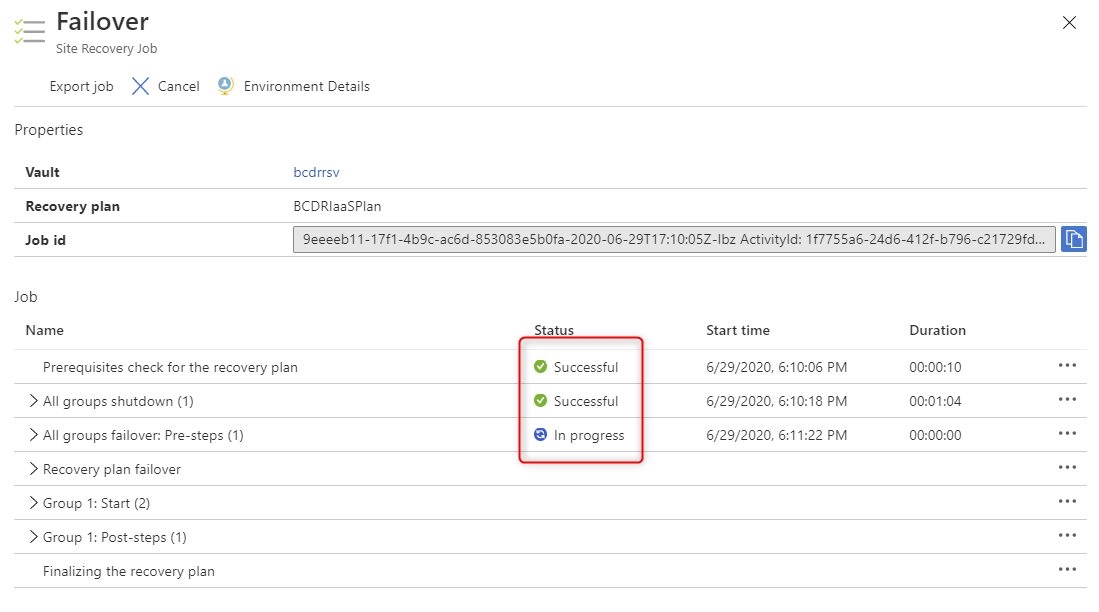 Failover
Site Recovery Job
Export job Cancel Environment Details
Properties
Vault bcdrrsv
Recovery plan BCDRIaaSPlan
Job id 9eeeeb11-17f1-4b9c-ac6d-853083e5b0fa-2020-06-29T17:10:05Z-Ibz ActivityId: 1f7755a6-24d6-412f-b796-c21729fd...
Job
Name Status Start time Duration
Prerequisites check for the recovery plan Successful 6/29/2020, 6:10:06 PM 00:00:10
All groups shutdown (1) Successful 6/29/2020, 6:10:18 PM 00:01:04
All groups failover: Pre-steps (1) In progress 6/29/2020, 6:11:22 PM 00:00:00
Recovery plan failover
Group 1: Start (2)
Group 1: Post-steps (1)
Finalizing the recovery plan